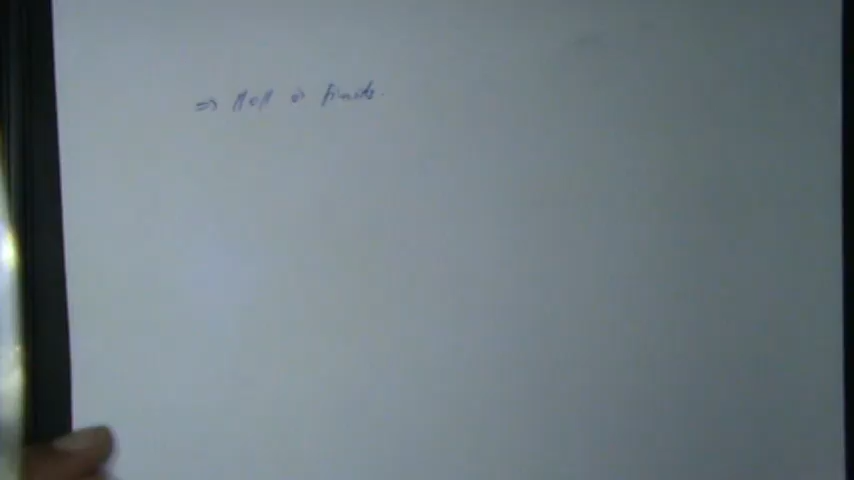 ⇒ A∪A is finite.